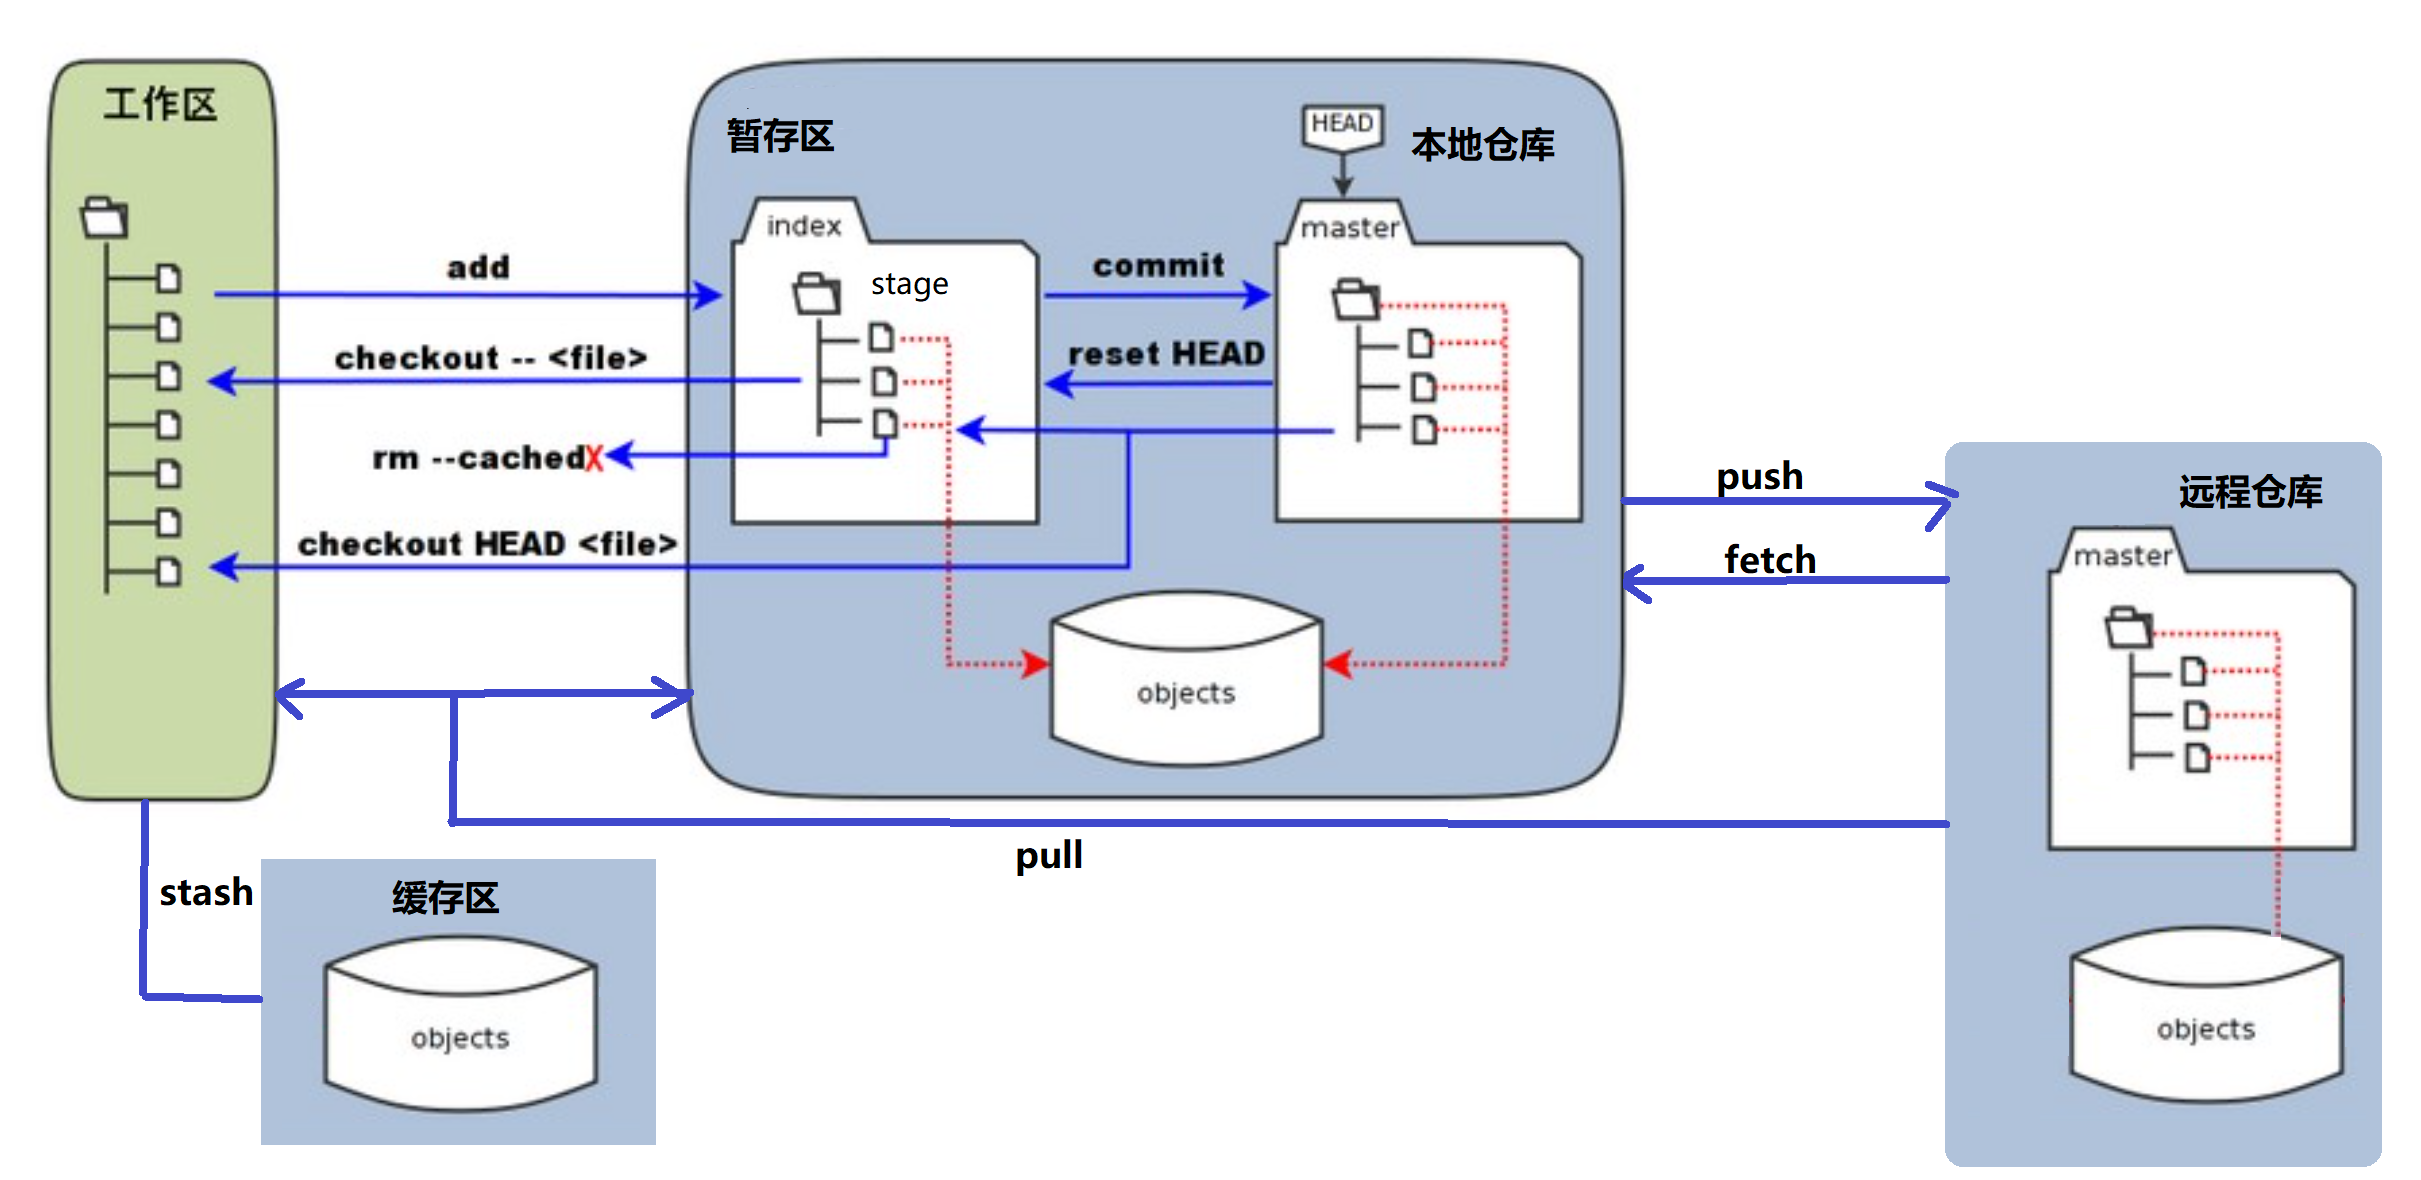 工作区
暂存区
HEAD
本地仓库
index
master
stage
add
commit
checkout -- <file>
reset HEAD
rm --cachedX
checkout HEAD <file>
objects
push
fetch
远程仓库
master
objects
pull
stash
缓存区
objects